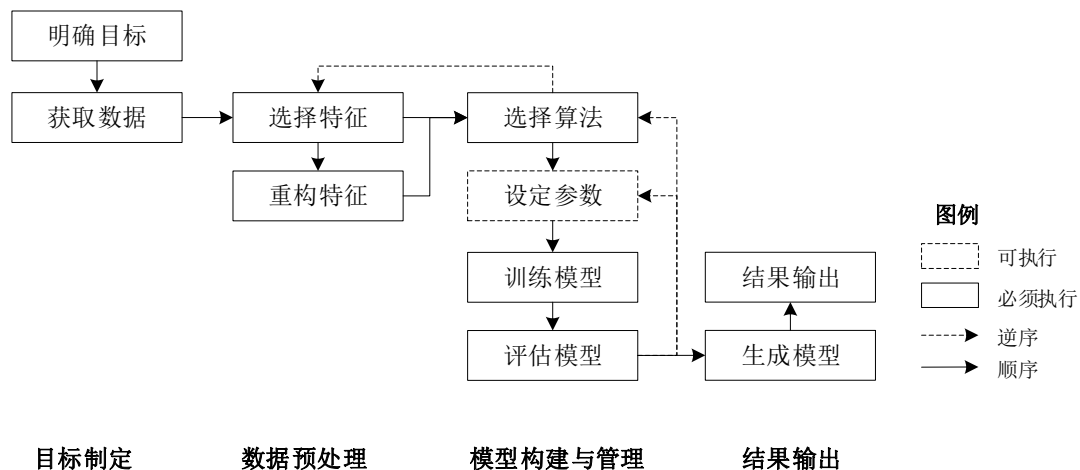 明确目标
获取数据
选择特征
选择算法
重构特征
设定参数
训练模型
结果输出
评估模型
生成模型
图例
可执行
必须执行
逆序
顺序
目标制定
数据预处理
模型构建与管理
结果输出